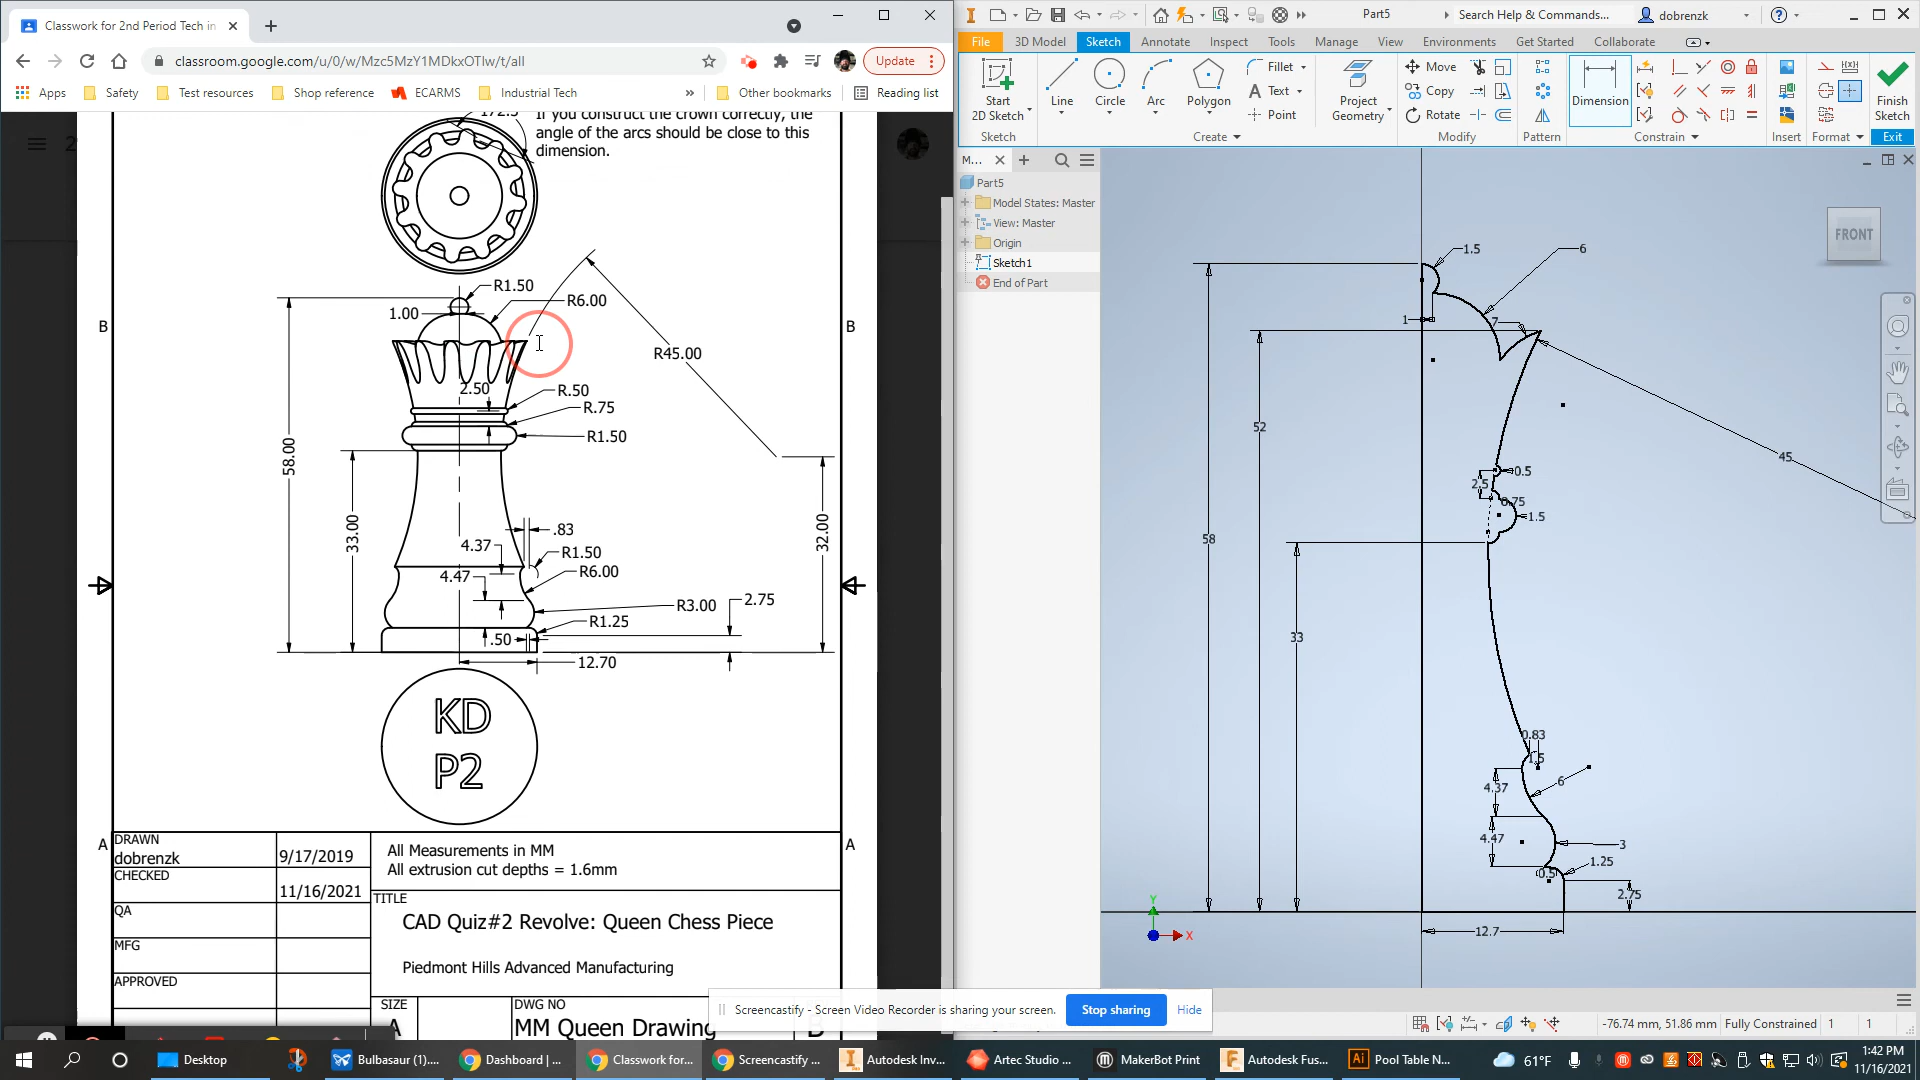 Classwork for 2nd Period Tech in
classroom.google.com/u/0/w/Mzc5MzY1MDkxOTIw/t/all
Update
Apps
Safety
Test resources
Shop reference
ECARMS
Industrial Tech
»
Other bookmarks
Reading list
172.5
If you construct the crown correctly, the
angle of the arcs should be close to this
dimension.
R1.50
R6.00
1.00
B
B
R45.00
2.50
R.50
R.75
R1.50
58.00
33.00
32.00
.83
4.37
R1.50
4.47
R6.00
R3.00
2.75
R1.25
.50
12.70
KD
P2
A
A
DRAWN
dobrenzk
9/17/2019
CHECKED
11/16/2021
QA
MFG
APPROVED
All Measurements in MM
All extrusion cut depths = 1.6mm
TITLE
CAD Quiz#2 Revolve: Queen Chess Piece
Piedmont Hills Advanced Manufacturing
SIZE
A
DWG NO
MM Queen Drawing
B
Part5
Search Help & Commands...
dobrenzk
File
3D Model
Sketch
Annotate
Inspect
Tools
Manage
View
Environments
Get Started
Collaborate
Start
2D Sketch
Line
Circle
Arc
Polygon
Fillet
Text
Point
Project
Geometry
Move
Copy
Rotate
Dimension
Finish
Sketch
Sketch
Create
Modify
Pattern
Constrain
Insert
Format
Exit
M...
Part5
Model States: Master
View: Master
Origin
Sketch1
End of Part
FRONT
1.5
6
1
7
52
45
0.5
2.5
0.75
1.5
58
33
0.83
1.5
4.37
6
4.47
3
1.25
0.5
2.75
12.7
Y
X
Screencastify - Screen Video Recorder is sharing your screen.
Stop sharing
Hide
-76.74 mm, 51.86 mm
Fully Constrained
1
1
Desktop
Bulbasaur (1)....
Dashboard | ...
Classwork for...
Screencastify ...
Autodesk Inv...
Artec Studio ...
MakerBot Print
Autodesk Fus...
Pool Table N...
61°F
1:42 PM
11/16/2021